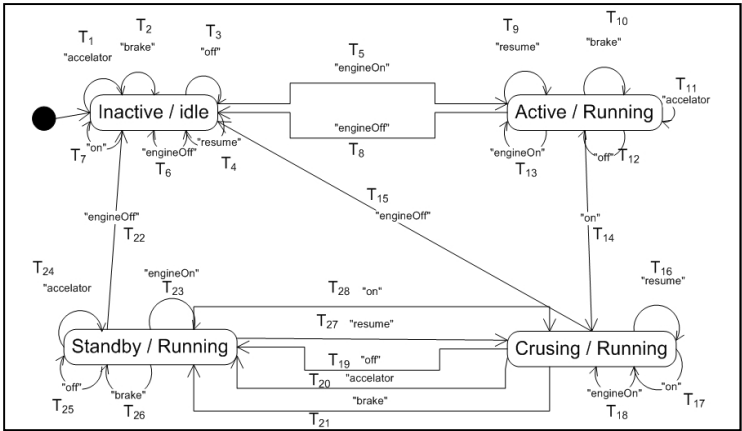 T1
"accelator
T2
"brake"
T3
"off"
T5
"engineOn"
T9
"resume"
T10
"brake"
T11
"accelator
Inactive / idle
Active / Running
T7
"on"
"engineOff"
T6
"resume"
T4
"engineOff"
T8
"engineOn"
T13
"off"
T12
T15
"engineOff"
"on"
T14
"engineOff"
T22
T24
"accelator
"engineOn"
T23
T28 "on"
T27 "resume"
T16
"resume"
Standby / Running
Crusing / Running
T19 "off"
T20 "accelator
"brake"
T21
"off"
T25
"brake"
T26
"engineOn"
T18
"on"
T17